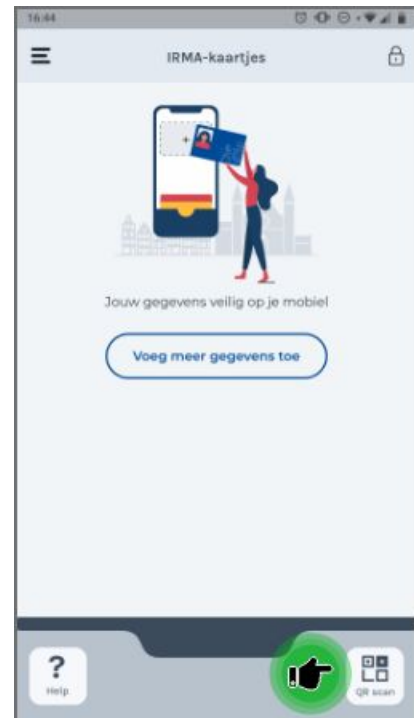 16:44
IRMA-kaartjes
Jouw gegevens veilig op je mobiel
Voeg meer gegevens toe
?
Help
QR scan